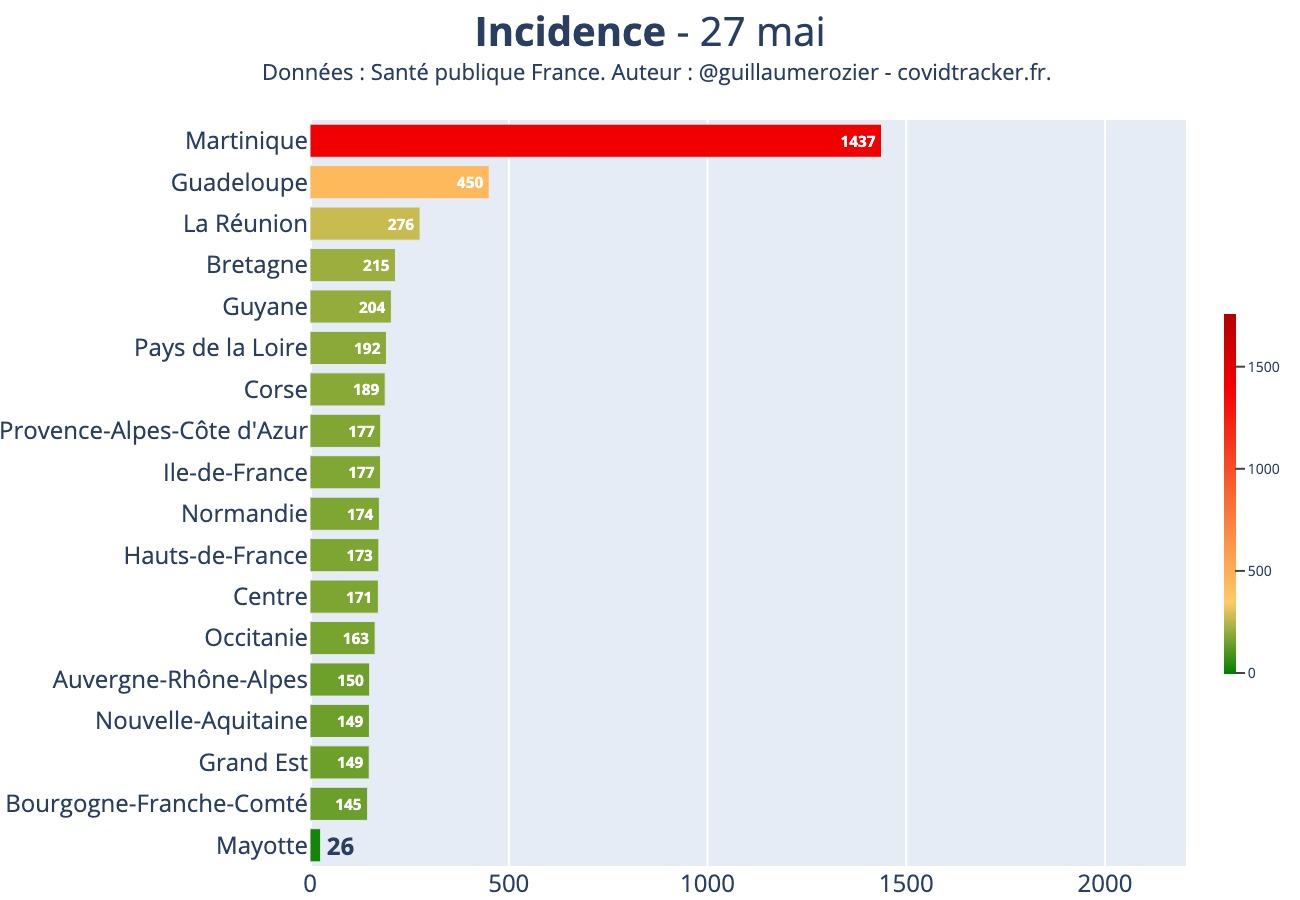 Incidence - 27 mai
Données : Santé publique France. Auteur : @guillaumerozier - covidtracker.fr.
Martinique 1437
Guadeloupe 450
La Réunion 276
Bretagne 215
Guyane 204
Pays de la Loire 192
Corse 189
Provence-Alpes-Côte d'Azur 177
Ile-de-France 177
Normandie 174
Hauts-de-France 173
Centre 171
Occitanie 163
Auvergne-Rhône-Alpes 150
Nouvelle-Aquitaine 149
Grand Est 149
Bourgogne-Franche-Comté 145
Mayotte 26
0 500 1000 1500 2000
1500
1000
500
0